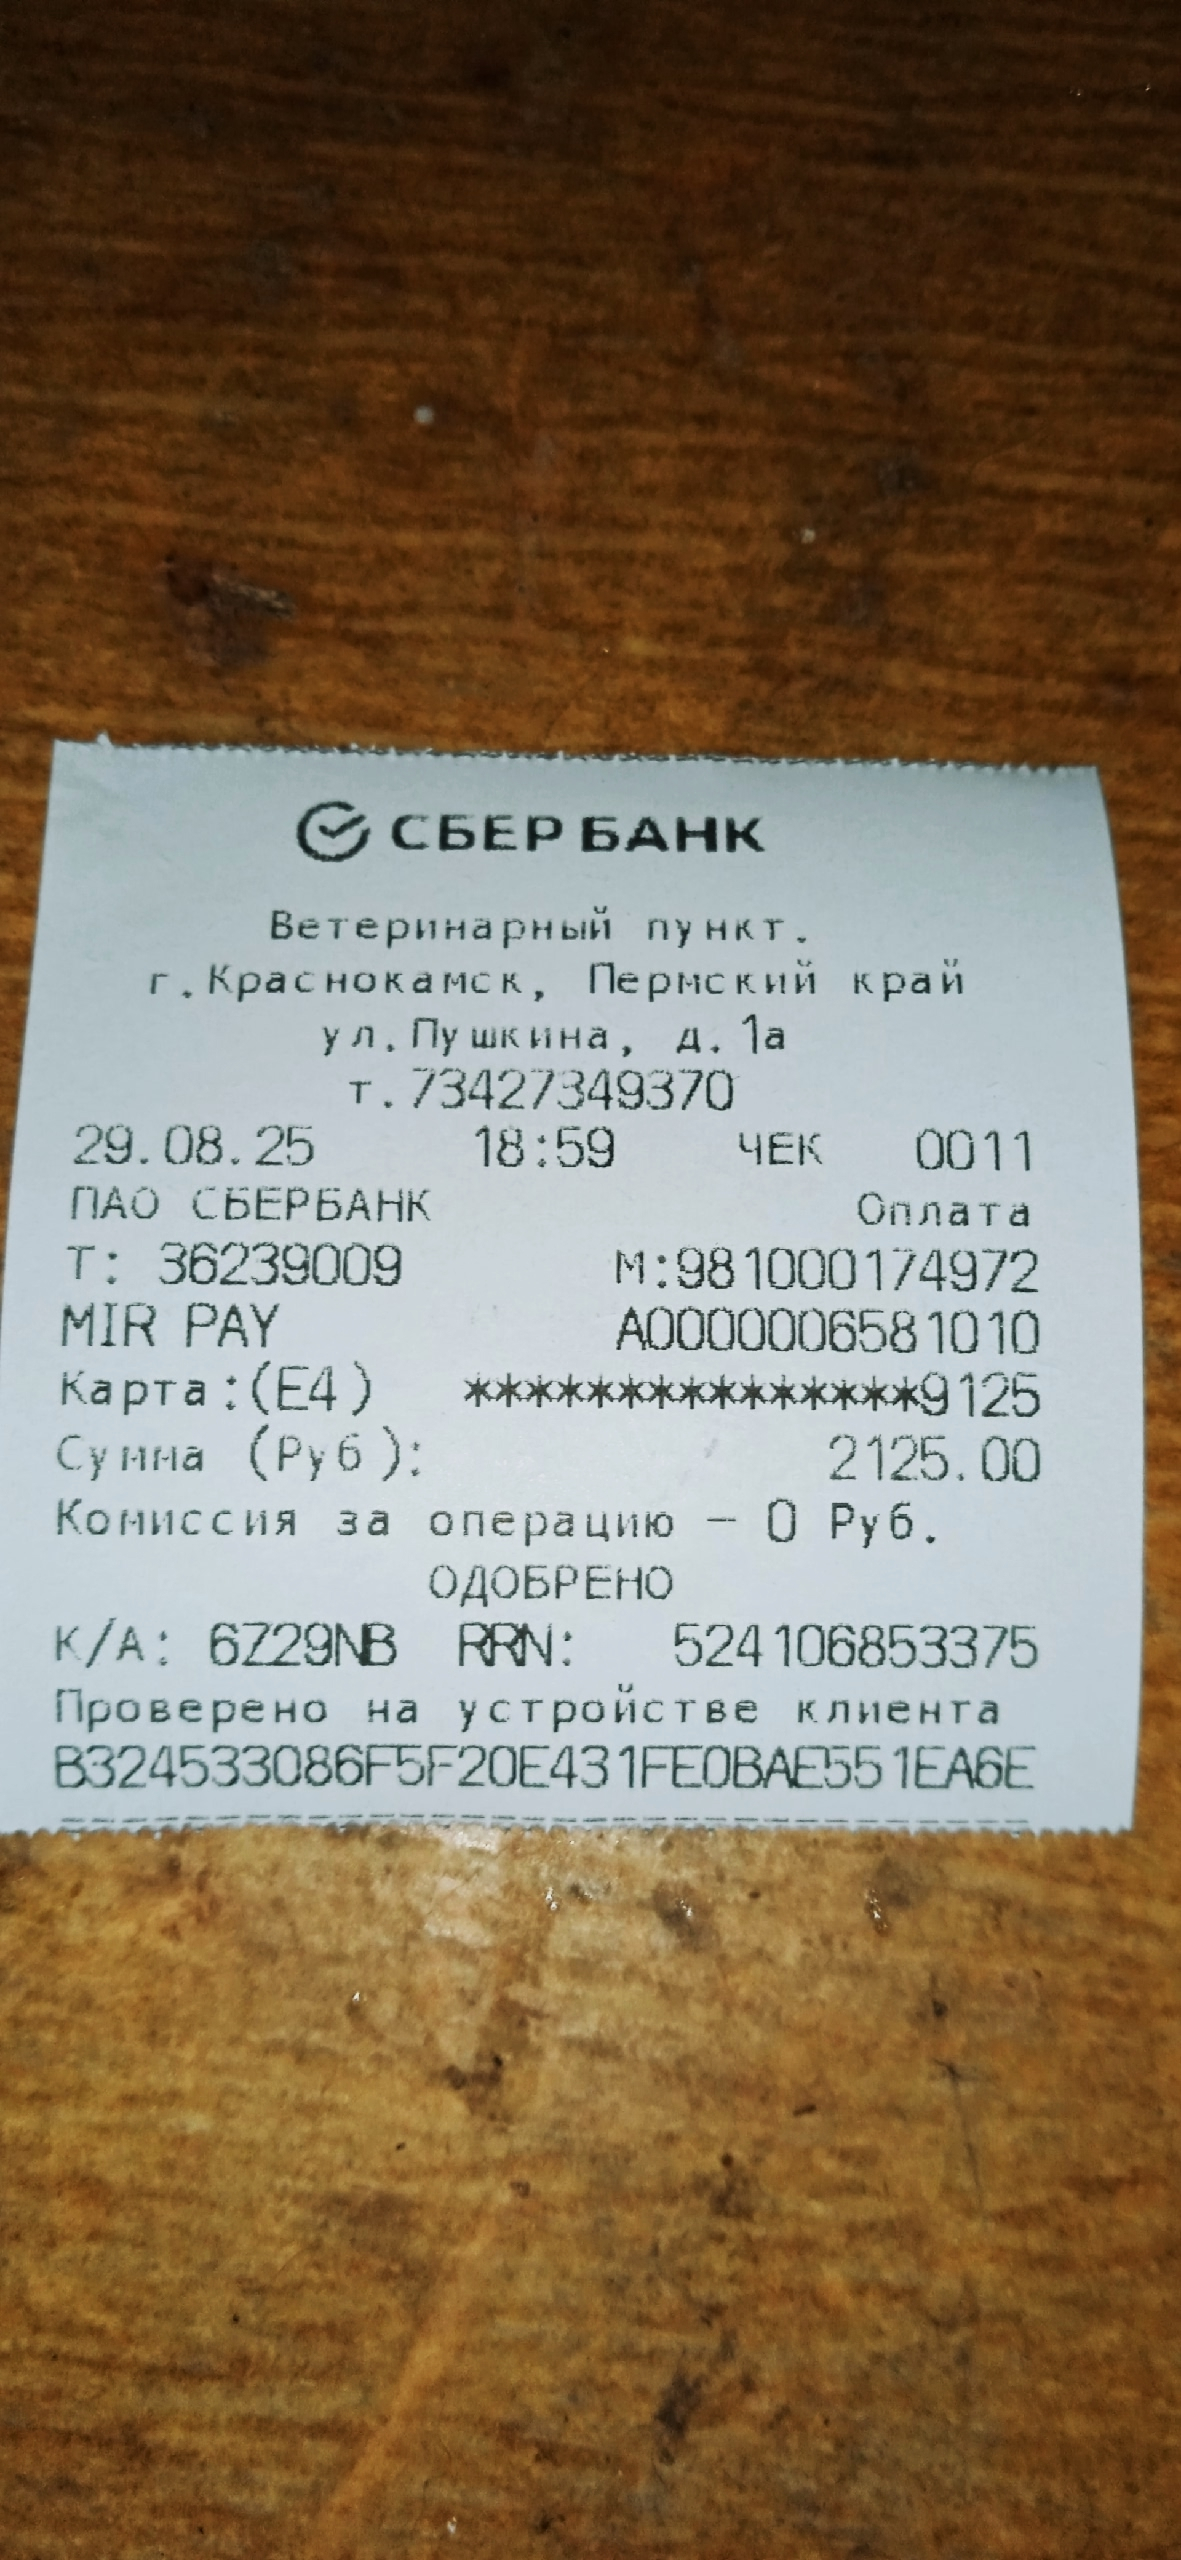 СБЕРБАНК
Ветеринарный пункт.
г.Краснокамск, Пермский край
ул.Пушкина, д.1а
т.73427349370
29.08.25 18:59 ЧЕК 0011
ПАО СБЕРБАНК Оплата
Т: 36239009 М:981000174972
MIR PAY A0000006581010
Карта:(E4) ***************9125
Сумма (Руб): 2125.00
Комиссия за операцию – 0 Руб.
ОДОБРЕНО
К/А: 6Z29NB RRN: 524106853375
Проверено на устройстве клиента
B324533086F5F20E431FE0BAE551EA6E